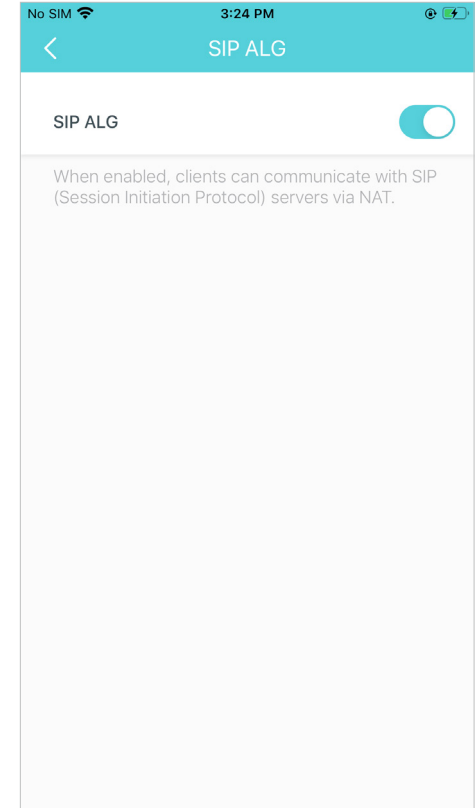 No SIM 3:24 PM
SIP ALG
SIP ALG
When enabled, clients can communicate with SIP
(Session Initiation Protocol) servers via NAT.